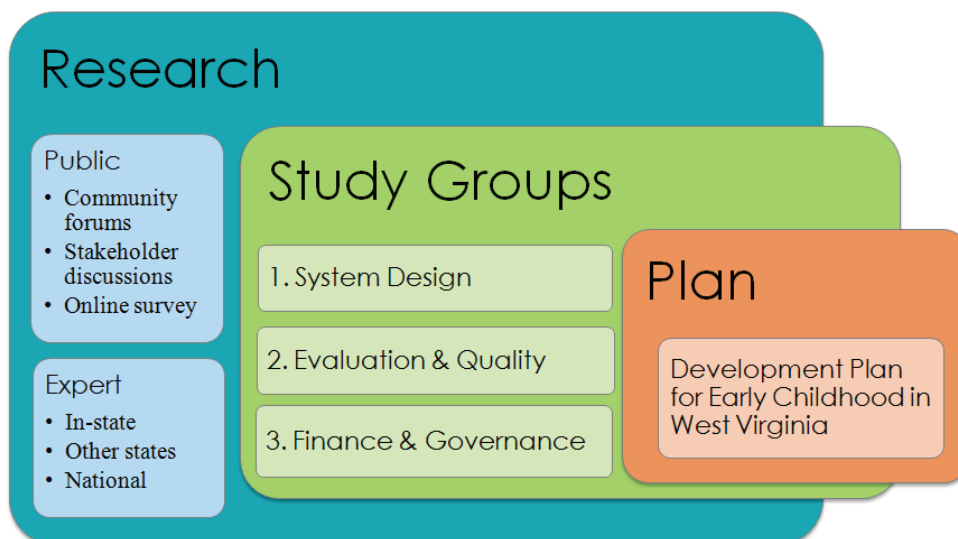 Research
Public
• Community
forums
• Stakeholder
discussions
• Online survey
Expert
• In-state
• Other states
• National
Study Groups
1. System Design
2. Evaluation & Quality
3. Finance & Governance
Plan
Development Plan
for Early Childhood in
West Virginia